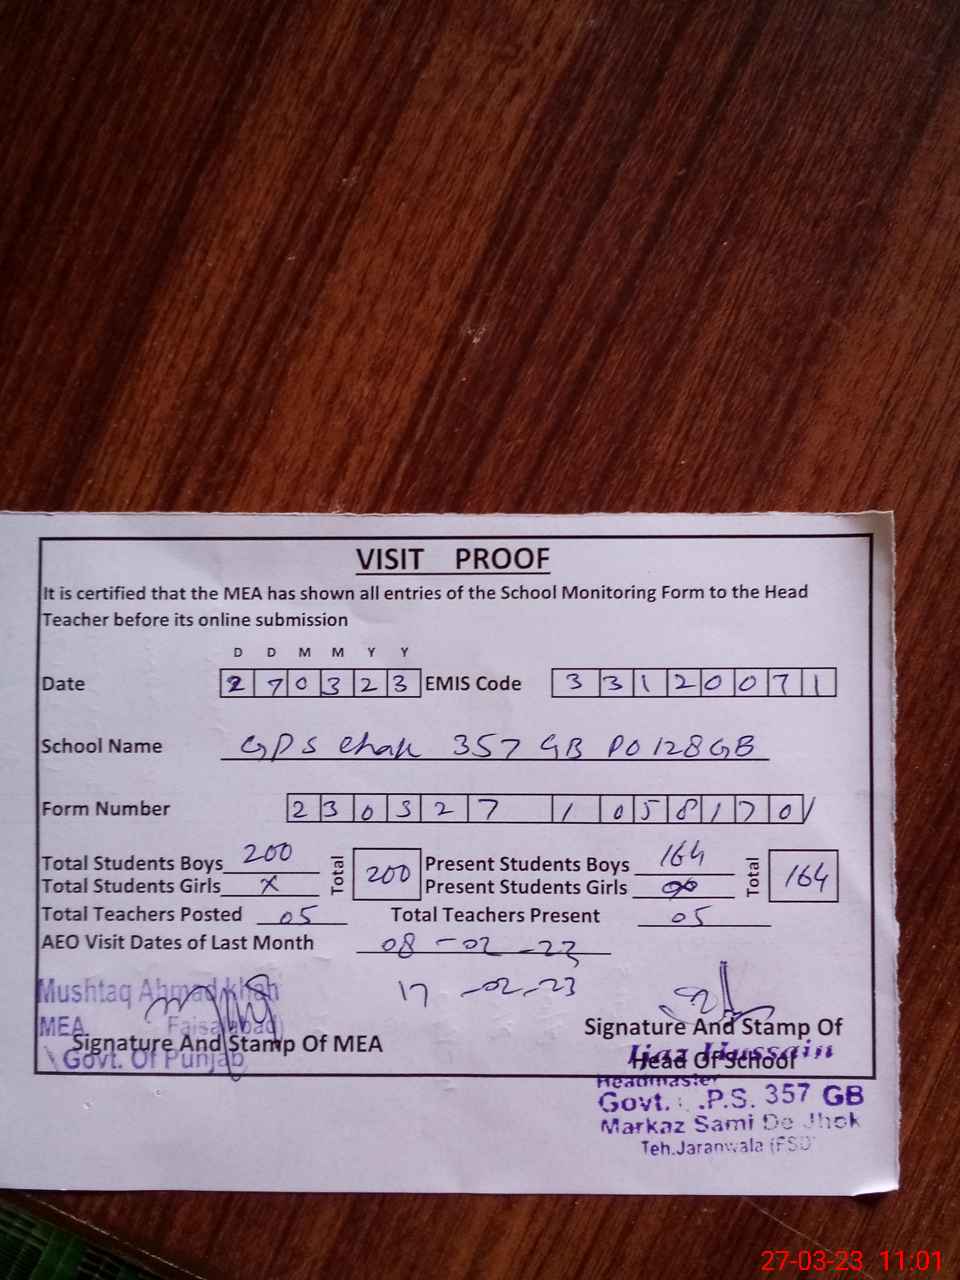 VISIT PROOF
It is certified that the MEA has shown all entries of the School Monitoring Form to the Head
Teacher before its online submission
D D M M Y Y
Date 2 7 0 3 2 3 EMIS Code 3 3 1 2 0 0 7 1
School Name GPS Chak 357 GB PO 128 GB
Form Number 2 3 0 3 2 7 1 0 5 8 1 7 0 1
Total Students Boys 200 Total 200 Present Students Boys 164 Total 164
Total Students Girls x Present Students Girls
Total Teachers Posted 05 Total Teachers Present 05
AEO Visit Dates of Last Month 08-02-23
17-02-23
Mushtaq Ahmad Khan
MEA Faisalabad
Govt. Of Punjab
Signature And Stamp Of MEA
Signature And Stamp Of
Head Of School
Ijaz Hussain
Headmaster
Govt. P.S. 357 GB
Markaz Sami De Jhok
Teh.Jaranwala (FSD)
27-03-23 11:01